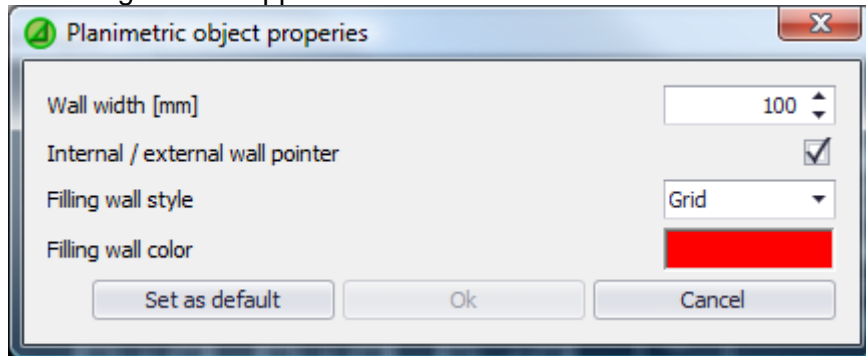 Planimetric object properies
Wall width [mm] 100
Internal / external wall pointer
Filling wall style Grid
Filling wall color
Set as default Ok Cancel